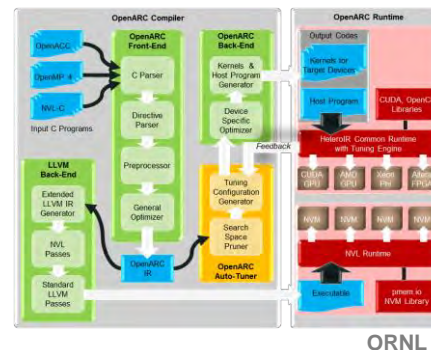 OpenARC Compiler
OpenARC Runtime
OpenACC
OpenMP 4
NVL-C
Input C Programs
OpenARC
Front-End
C Parser
Directive
Parser
Preprocessor
General
Optimizer
OpenARC
IR
OpenARC
Back-End
Kernels &
Host Program
Generator
Device
Specific
Optimizer
LLVM
Back-End
Extended
LLVM IR
Generator
NVL
Passes
Standard
LLVM
Passes
Tuning
Configuration
Generator
Search
Space
Pruner
OpenARC
Auto-Tuner
Feedback
Output Codes
Kernels for
Target Devices
Host Program
CUDA, OpenC
Libraries
HeteroIR Common Runtime
with Tuning Engine
CUDA
GPU
AMD
GPU
Xeon
Phi
Altera
FPGA
NVM
NVM
NVM
NVM
NVL Runtime
Executable
pmem.io
NVM Library
ORNL